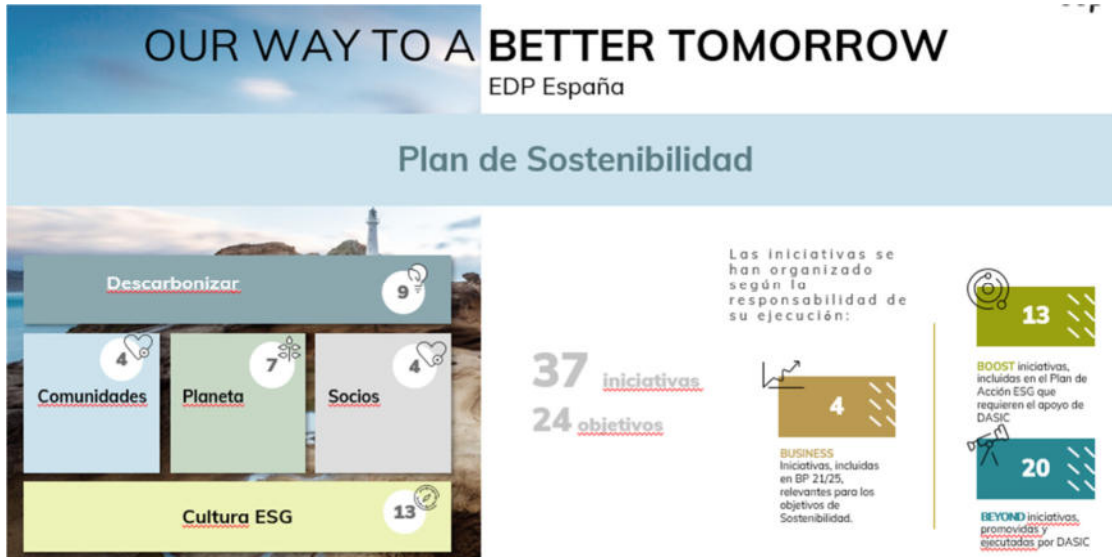 OUR WAY TO A BETTER TOMORROW
EDP España
Plan de Sostenibilidad
Descarbonizar
9
4
Comunidades
7
Planeta
4
Socios
Cultura ESG
13
37 iniciativas
24 objetivos
Las iniciativas se
han organizado
según la
responsabilidad de
su ejecución:
4
BUSINESS
Iniciativas, incluidas
en BP 21/25,
relevantes para los
objetivos de
Sostenibilidad.
13
BOOST iniciativas,
incluidas en el Plan de
Acción ESG que
requieren el apoyo de
DASIC
20
BEYOND iniciativas,
promovidas y
ejecutadas por DASIC